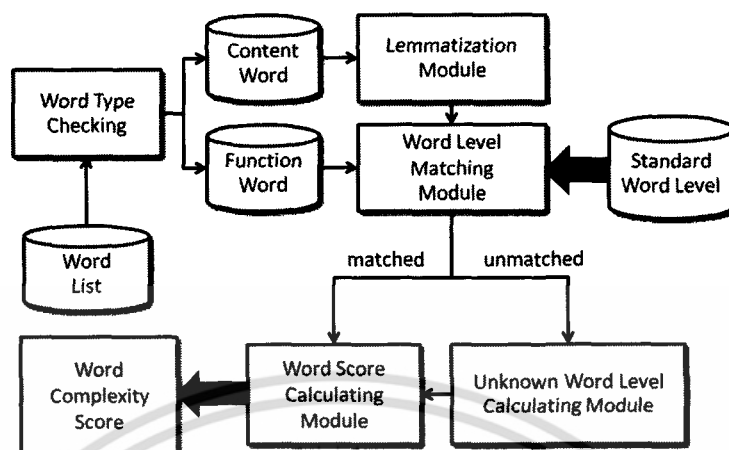 Content
Word
Lemmatization
Module
Word Type
Checking
Function
Word
Word Level
Matching
Module
Standard
Word Level
Word
List
matched
unmatched
Word
Complexity
Score
Word Score
Calculating
Module
Unknown Word Level
Calculating Module